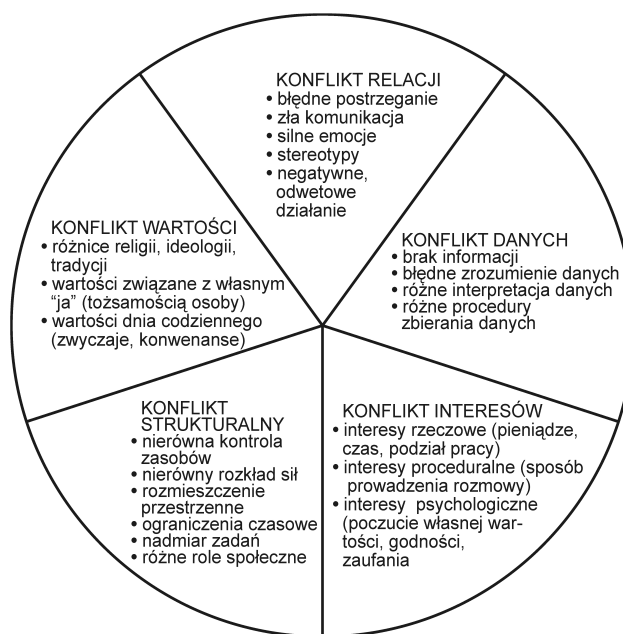 KONFLIKT RELACJI
• błędne postrzeganie
• zła komunikacja
• silne emocje
• stereotypy
• negatywne,
odwetowe
działanie
KONFLIKT DANYCH
• brak informacji
• błędne zrozumienie danych
• różne interpretacja danych
• różne procedury
zbierania danych
KONFLIKT INTERESÓW
• interesy rzeczowe (pieniądze,
czas, podział pracy)
• interesy proceduralne (sposób
prowadzenia rozmowy)
• interesy psychologiczne
(poczucie własnej war-
tości, godności,
zaufania
KONFLIKT
STRUKTURALNY
• nierówna kontrola
zasobów
• nierówny rozkład sił
• rozmieszczenie
przestrzenne
• ograniczenia czasowe
• nadmiar zadań
• różne role społeczne
KONFLIKT WARTOŚCI
• różnice religii, ideologii,
tradycji
• wartości związane z własnym
“ja” (tożsamością osoby)
• wartości dnia codziennego
(zwyczaje, konwenanse)